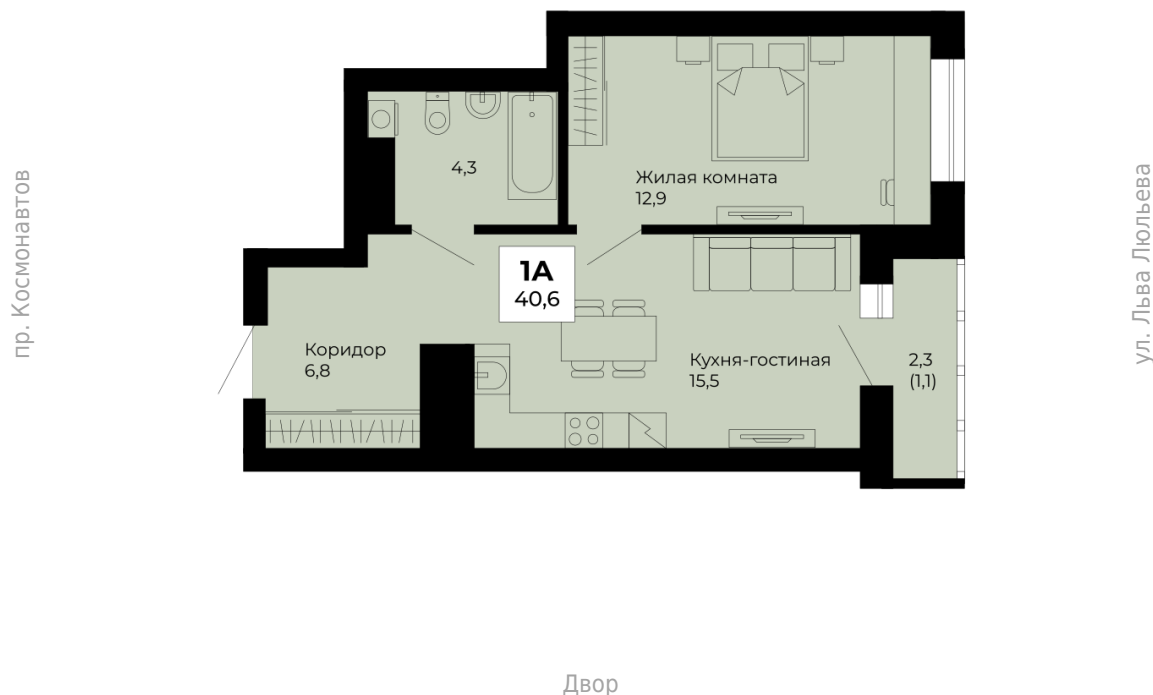 4,3
Жилая комната
12,9
пр. Космонавтов
ул. Льва Люльева
1А
40,6
Коридор
6,8
Кухня-гостиная
15,5
2,3
(1,1)
Двор